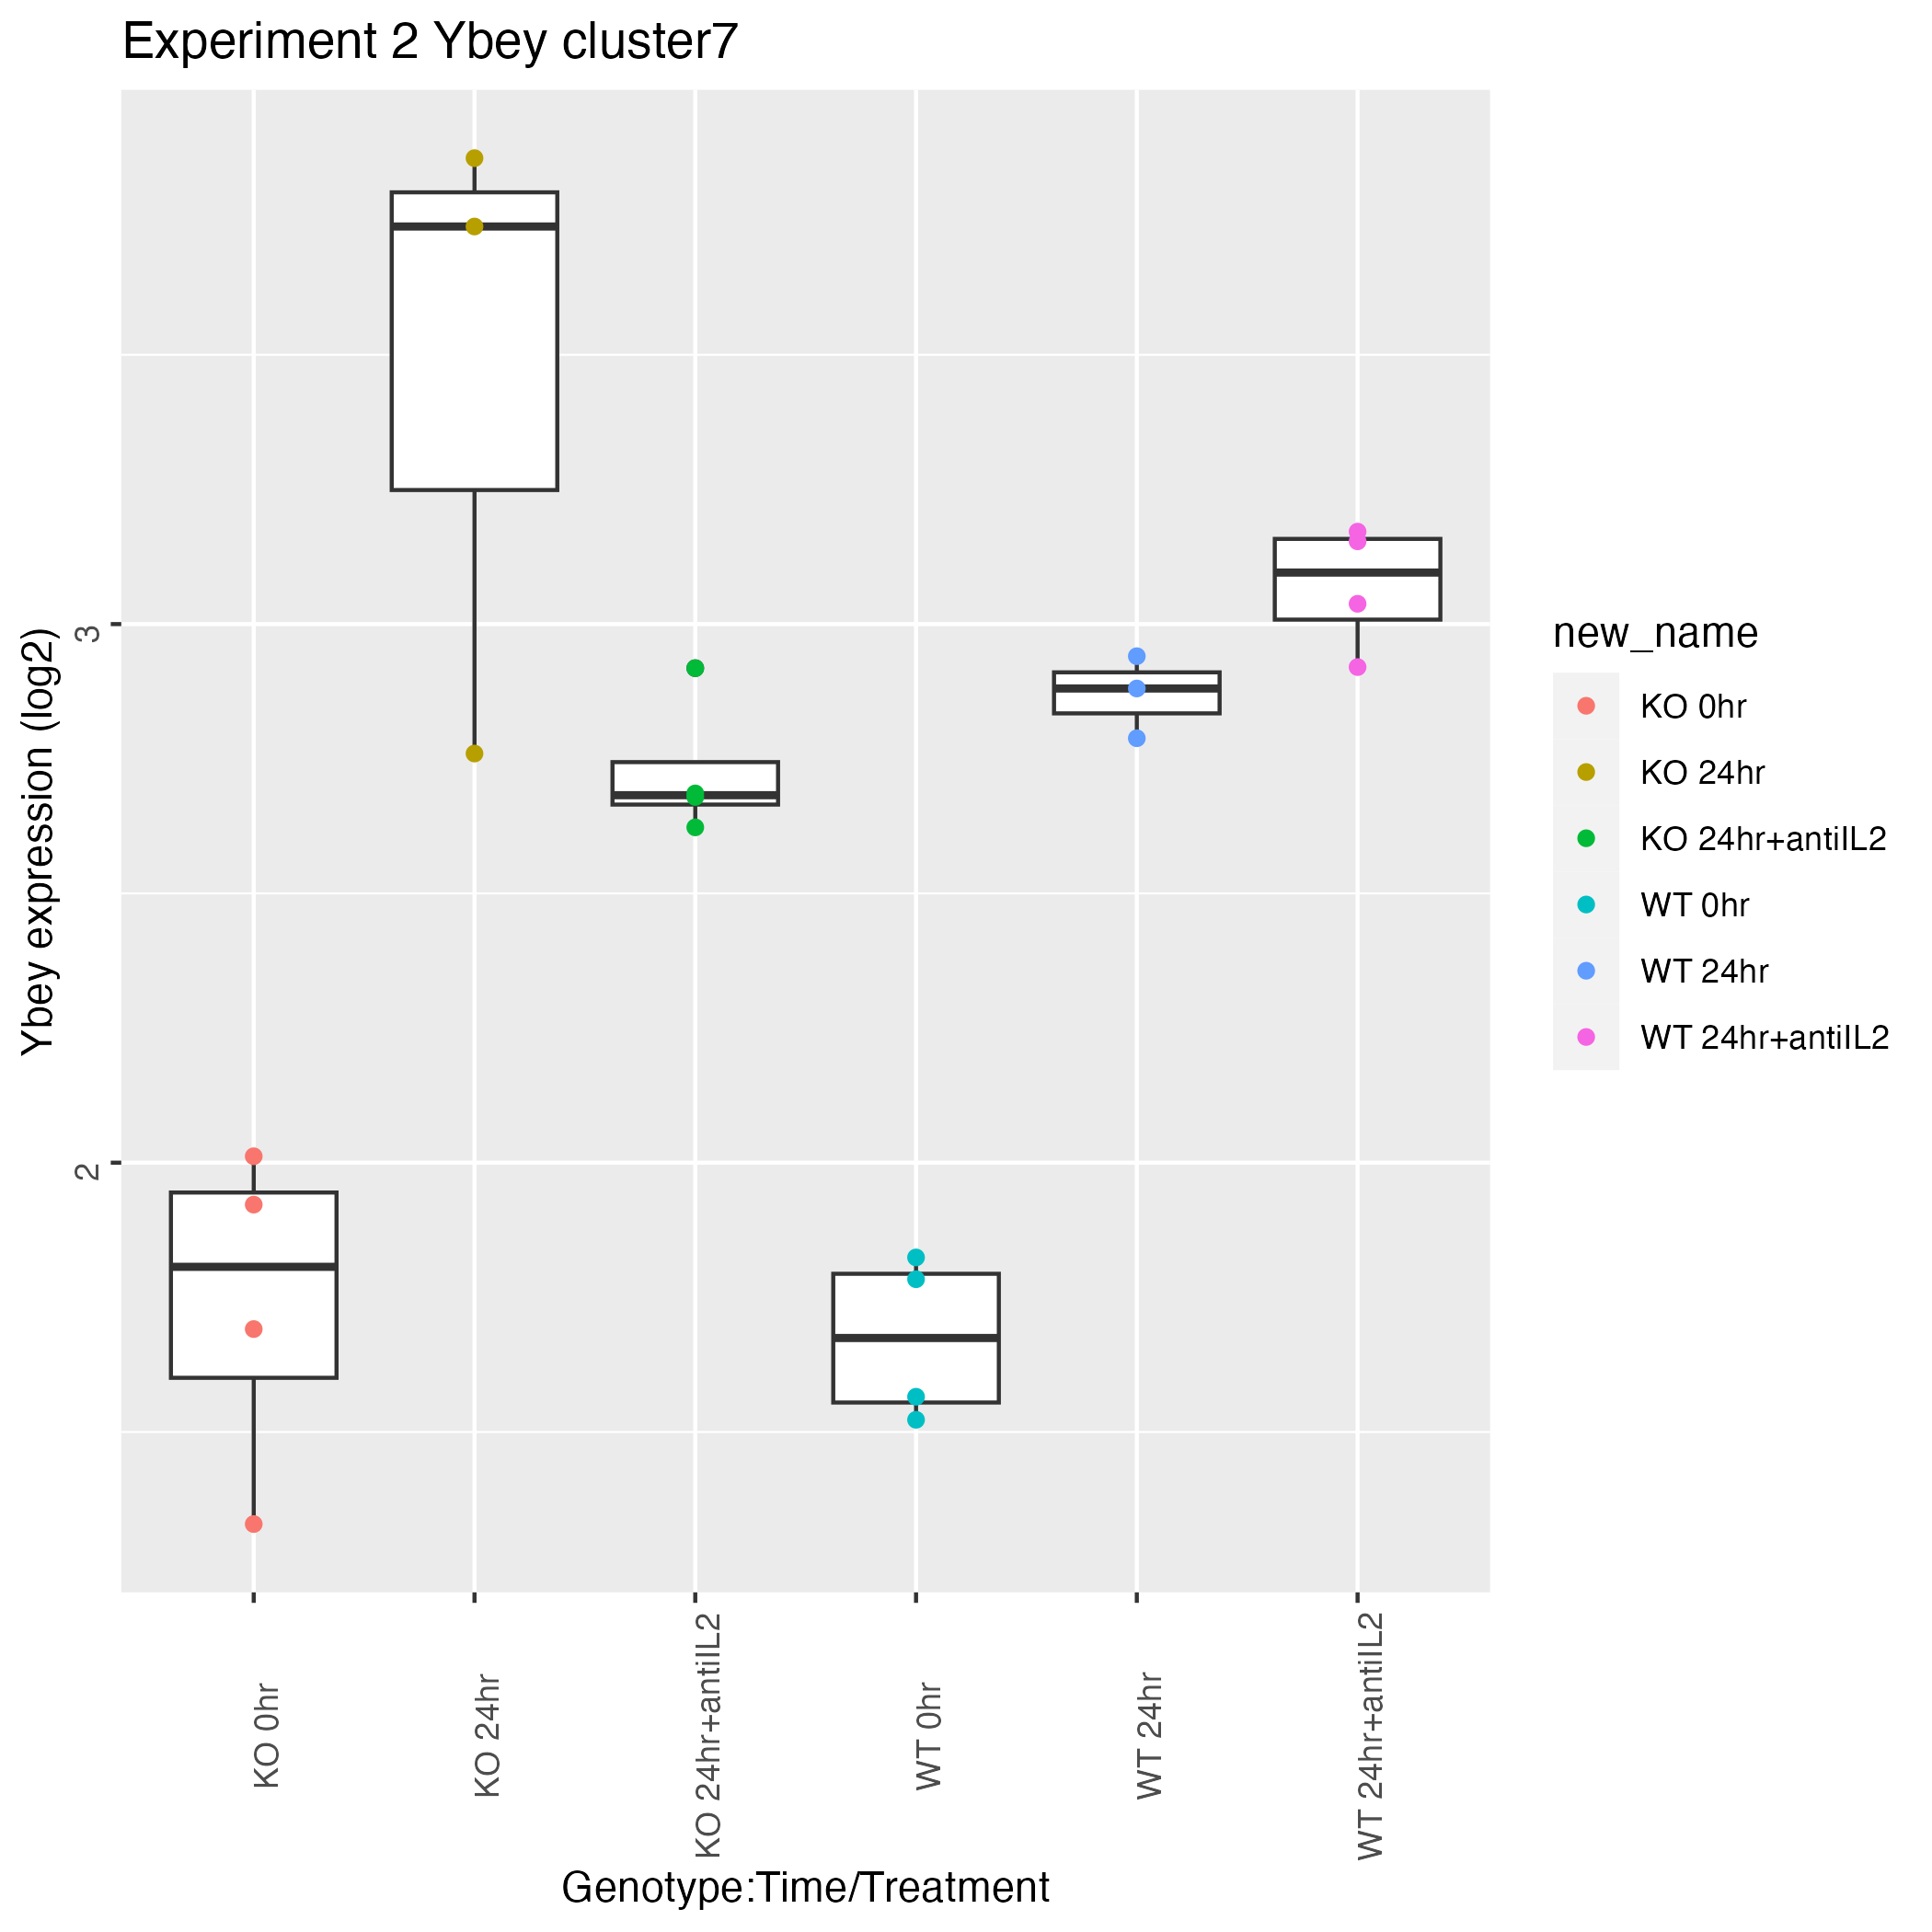 Experiment 2 Ybey cluster7
Ybey expression (log2)
3
2
KO 0hr
KO 24hr
KO 24hr+antiIL2
WT 0hr
WT 24hr
WT 24hr+antiIL2
Genotype:Time/Treatment
new_name
KO 0hr
KO 24hr
KO 24hr+antiIL2
WT 0hr
WT 24hr
WT 24hr+antiIL2